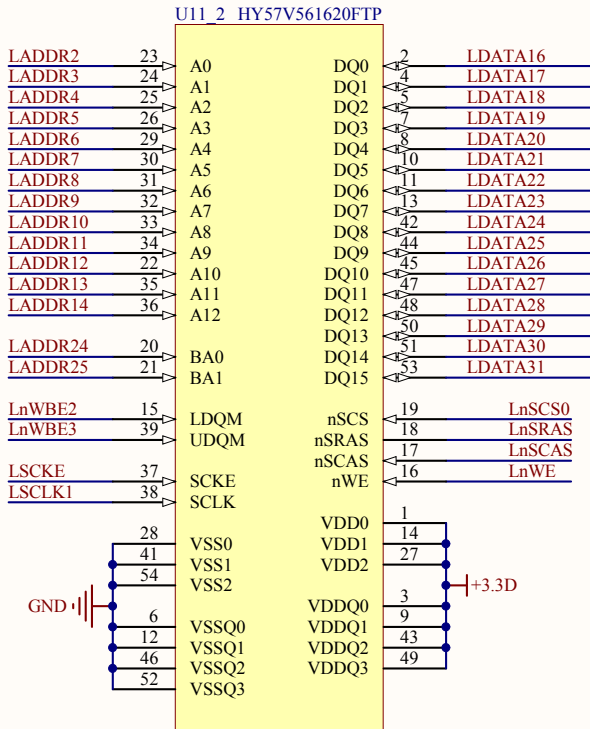 U11_2 HY57V561620FTP
LADDR2 23 A0 DQ0 2 LDATA16
LADDR3 24 A1 DQ1 4 LDATA17
LADDR4 25 A2 DQ2 5 LDATA18
LADDR5 26 A3 DQ3 7 LDATA19
LADDR6 29 A4 DQ4 8 LDATA20
LADDR7 30 A5 DQ5 10 LDATA21
LADDR8 31 A6 DQ6 11 LDATA22
LADDR9 32 A7 DQ7 13 LDATA23
LADDR10 33 A8 DQ8 42 LDATA24
LADDR11 34 A9 DQ9 44 LDATA25
LADDR12 22 A10 DQ10 45 LDATA26
LADDR13 35 A11 DQ11 47 LDATA27
LADDR14 36 A12 DQ12 48 LDATA28
DQ13 50 LDATA29
LADDR24 20 BA0 DQ14 51 LDATA30
LADDR25 21 BA1 DQ15 53 LDATA31
LnWBE2 15 LDQM nSCS 19 LnSCS0
LnWBE3 39 UDQM nSRAS 18 LnSRAS
nSCAS 17 LnSCAS
LSCKE 37 SCKE nWE 16 LnWE
LSCLK1 38 SCLK
VDD0 1
28 VSS0 VDD1 14
41 VSS1 VDD2 27
54 VSS2
+3.3D
GND
VDDQ0 3
6 VSSQ0 VDDQ1 9
12 VSSQ1 VDDQ2 43
46 VSSQ2 VDDQ3 49
52 VSSQ3